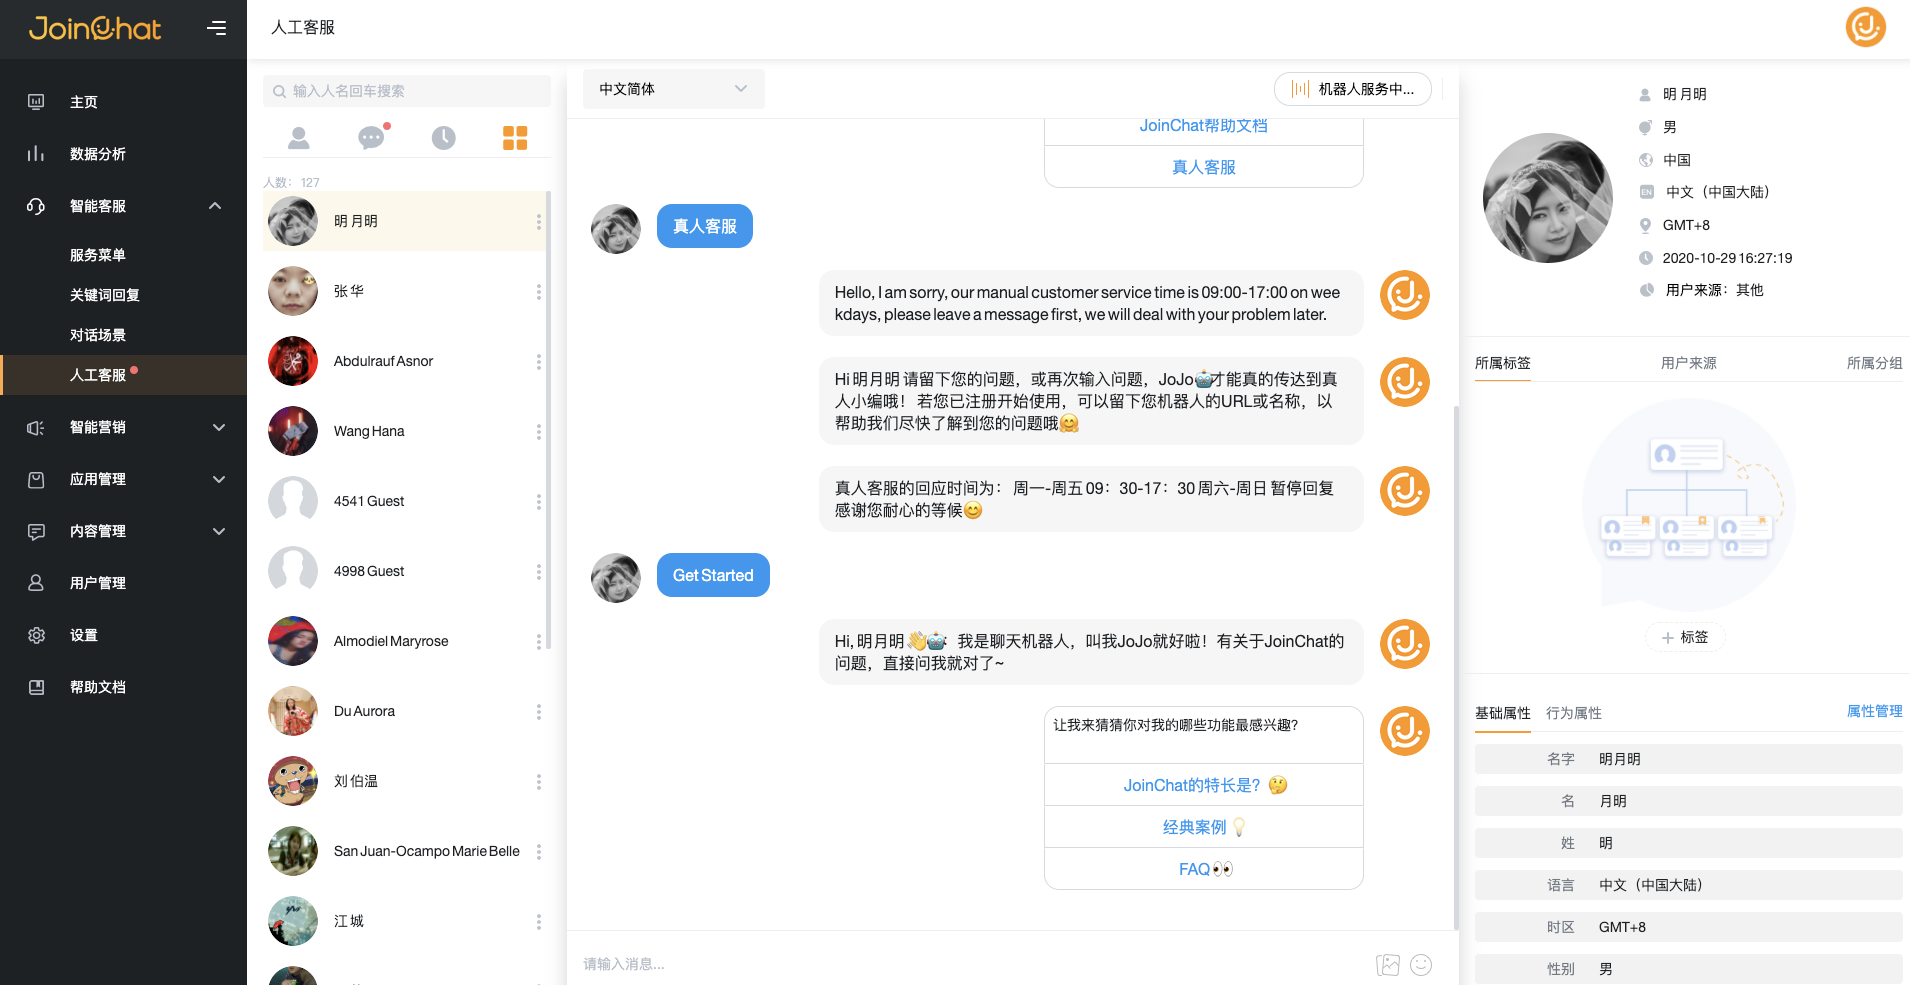 JoinChat
人工客服
主页
数据分析
智能客服
服务菜单
关键词回复
对话场景
人工客服
智能营销
应用管理
内容管理
用户管理
设置
帮助文档
输入人名回车搜索
人数： 127
明 月明
张 华
Abdulrauf Asnor
Wang Hana
4541 Guest
4998 Guest
Almodiel Maryrose
Du Aurora
刘 伯温
San Juan-Ocampo Marie Belle
江 城
中文简体
机器人服务中...
JoinChat帮助文档
真人客服
真人客服
Hello, I am sorry, our manual customer service time is 09:00-17:00 on wee
kdays, please leave a message first, we will deal with your problem later.
Hi 明月明 请留下您的问题，或再次输入问题，JoJo🤖才能真的传达到真
人小编哦！若您已注册开始使用，可以留下您机器人的URL或名称，以
帮助我们尽快了解到您的问题哦🤗
真人客服的回应时间为： 周一-周五 09：30-17：30 周六-周日 暂停回复
感谢您耐心的等候😊
Get Started
Hi, 明月明 👋🤖 我是聊天机器人，叫我JoJo就好啦！有关于JoinChat的
问题，直接问我就对了~
让我来猜猜你对我的哪些功能最感兴趣?
JoinChat的特长是？🤔
经典案例💡
FAQ👀
请输入消息...
明 月明
男
中国
EN 中文（中国大陆）
GMT+8
2020-10-29 16:27:19
用户来源：其他
所属标签
用户来源
所属分组
+ 标签
基础属性
行为属性
属性管理
名字 明月明
名 月明
姓 明
语言 中文（中国大陆）
时区 GMT+8
性别 男